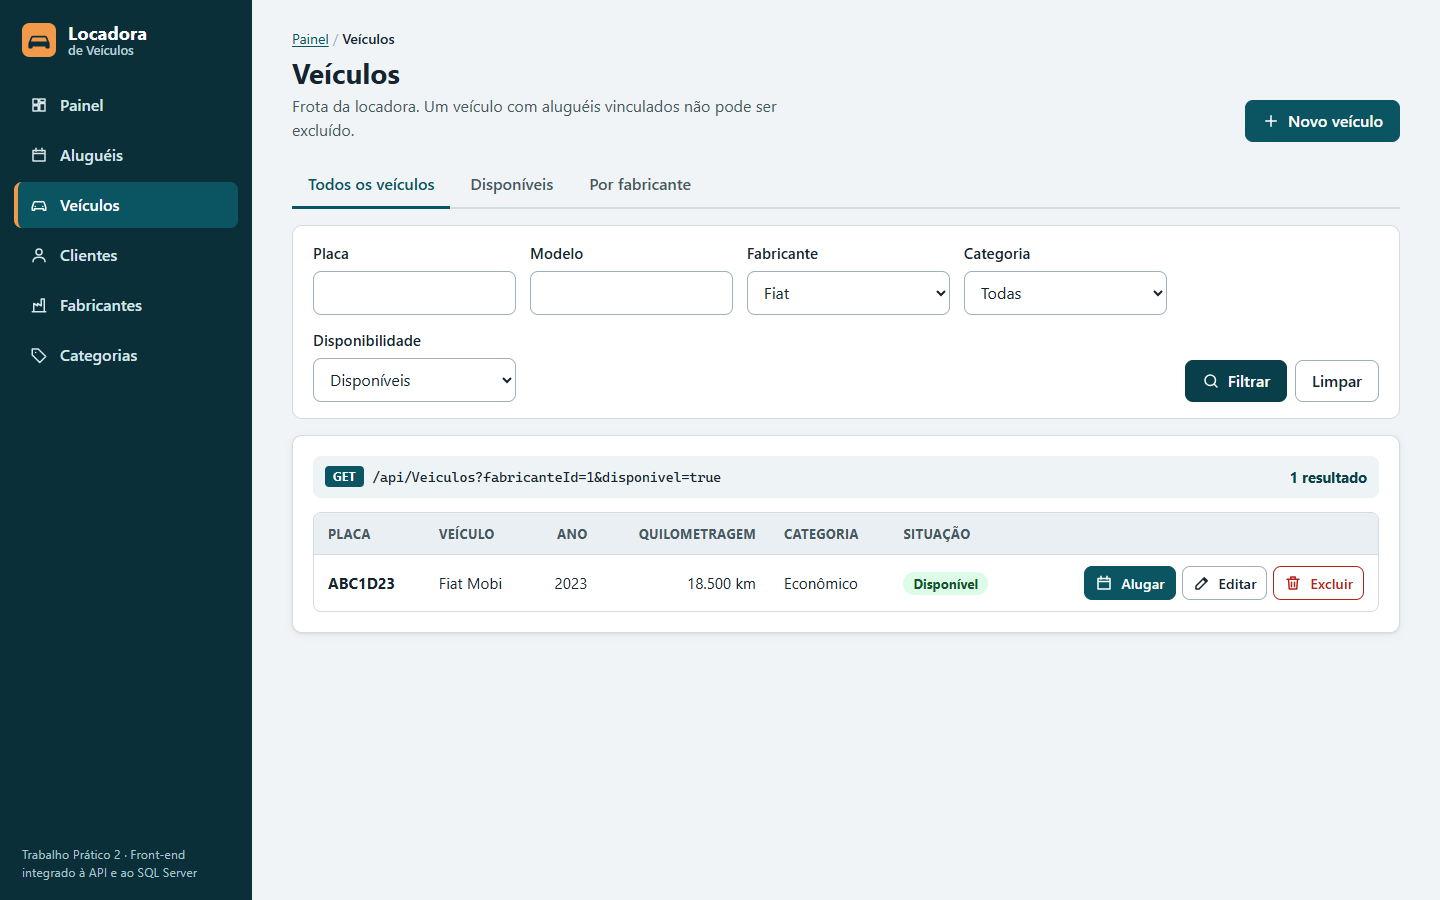 Locadora
de Veículos
Painel
Aluguéis
Veículos
Clientes
Fabricantes
Categorias
Trabalho Prático 2 · Front-end
integrado à API e ao SQL Server
Painel / Veículos
Veículos
Frota da locadora. Um veículo com aluguéis vinculados não pode ser
excluído.
Novo veículo
Todos os veículos Disponíveis Por fabricante
Placa Modelo Fabricante Categoria
Fiat Todas
Disponibilidade
Disponíveis Filtrar Limpar
GET /api/Veiculos?fabricanteId=1&disponivel=true 1 resultado
PLACA VEÍCULO ANO QUILOMETRAGEM CATEGORIA SITUAÇÃO
ABC1D23 Fiat Mobi 2023 18.500 km Econômico Disponível Alugar Editar Excluir